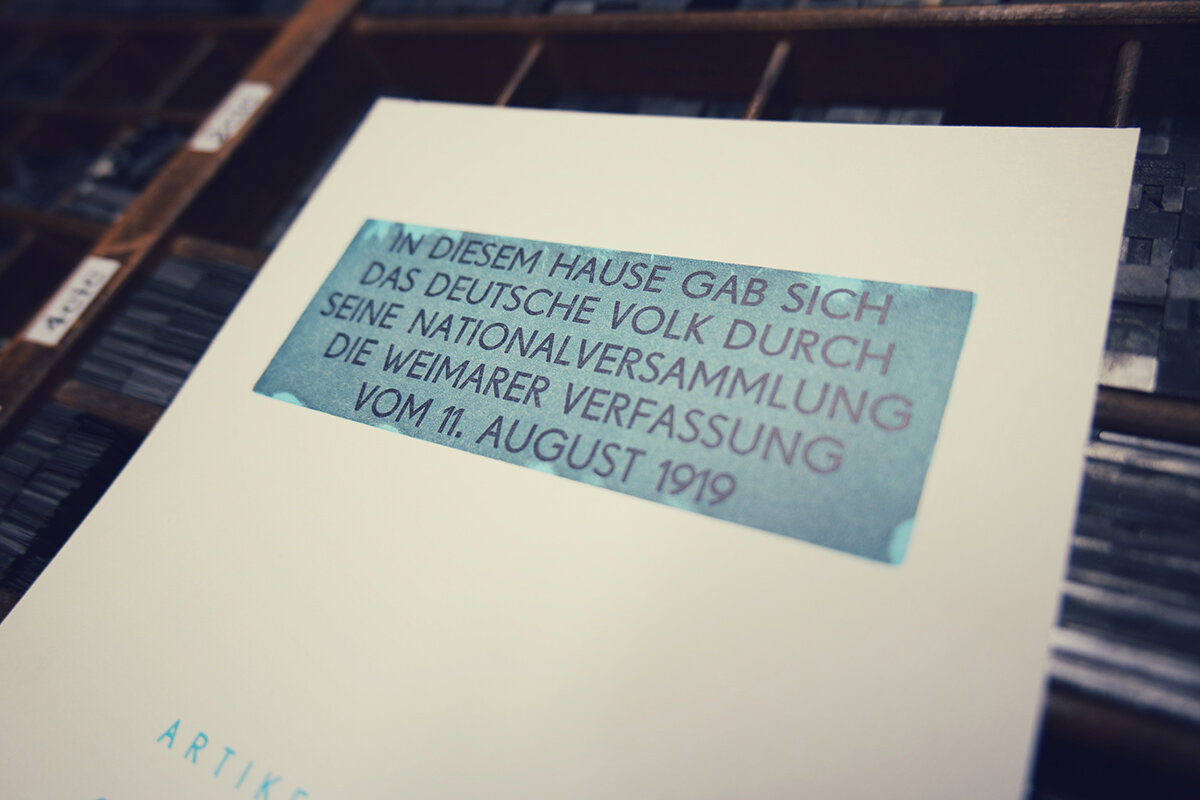 IN DIESEM HAUSE GAB SICH
DAS DEUTSCHE VOLK DURCH
SEINE NATIONALVERSAMMLUNG
DIE WEIMARER VERFASSUNG
VOM 11. AUGUST 1919